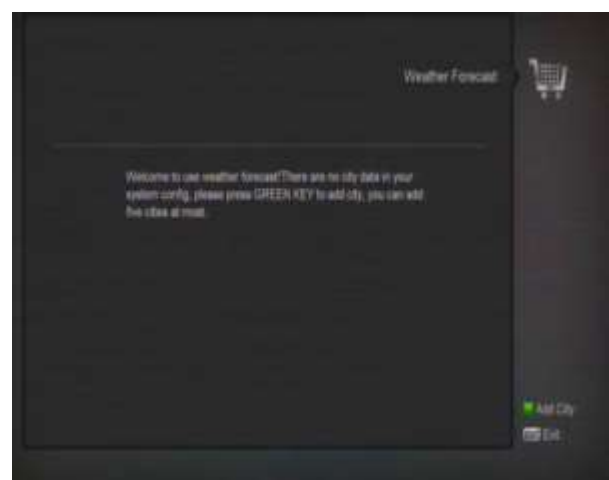 Weather Forecast
Welcome to use weather forecast!There are no city data in your
system config, please press GREEN KEY to add city, you can add
five cities at most.
Add City
Exit